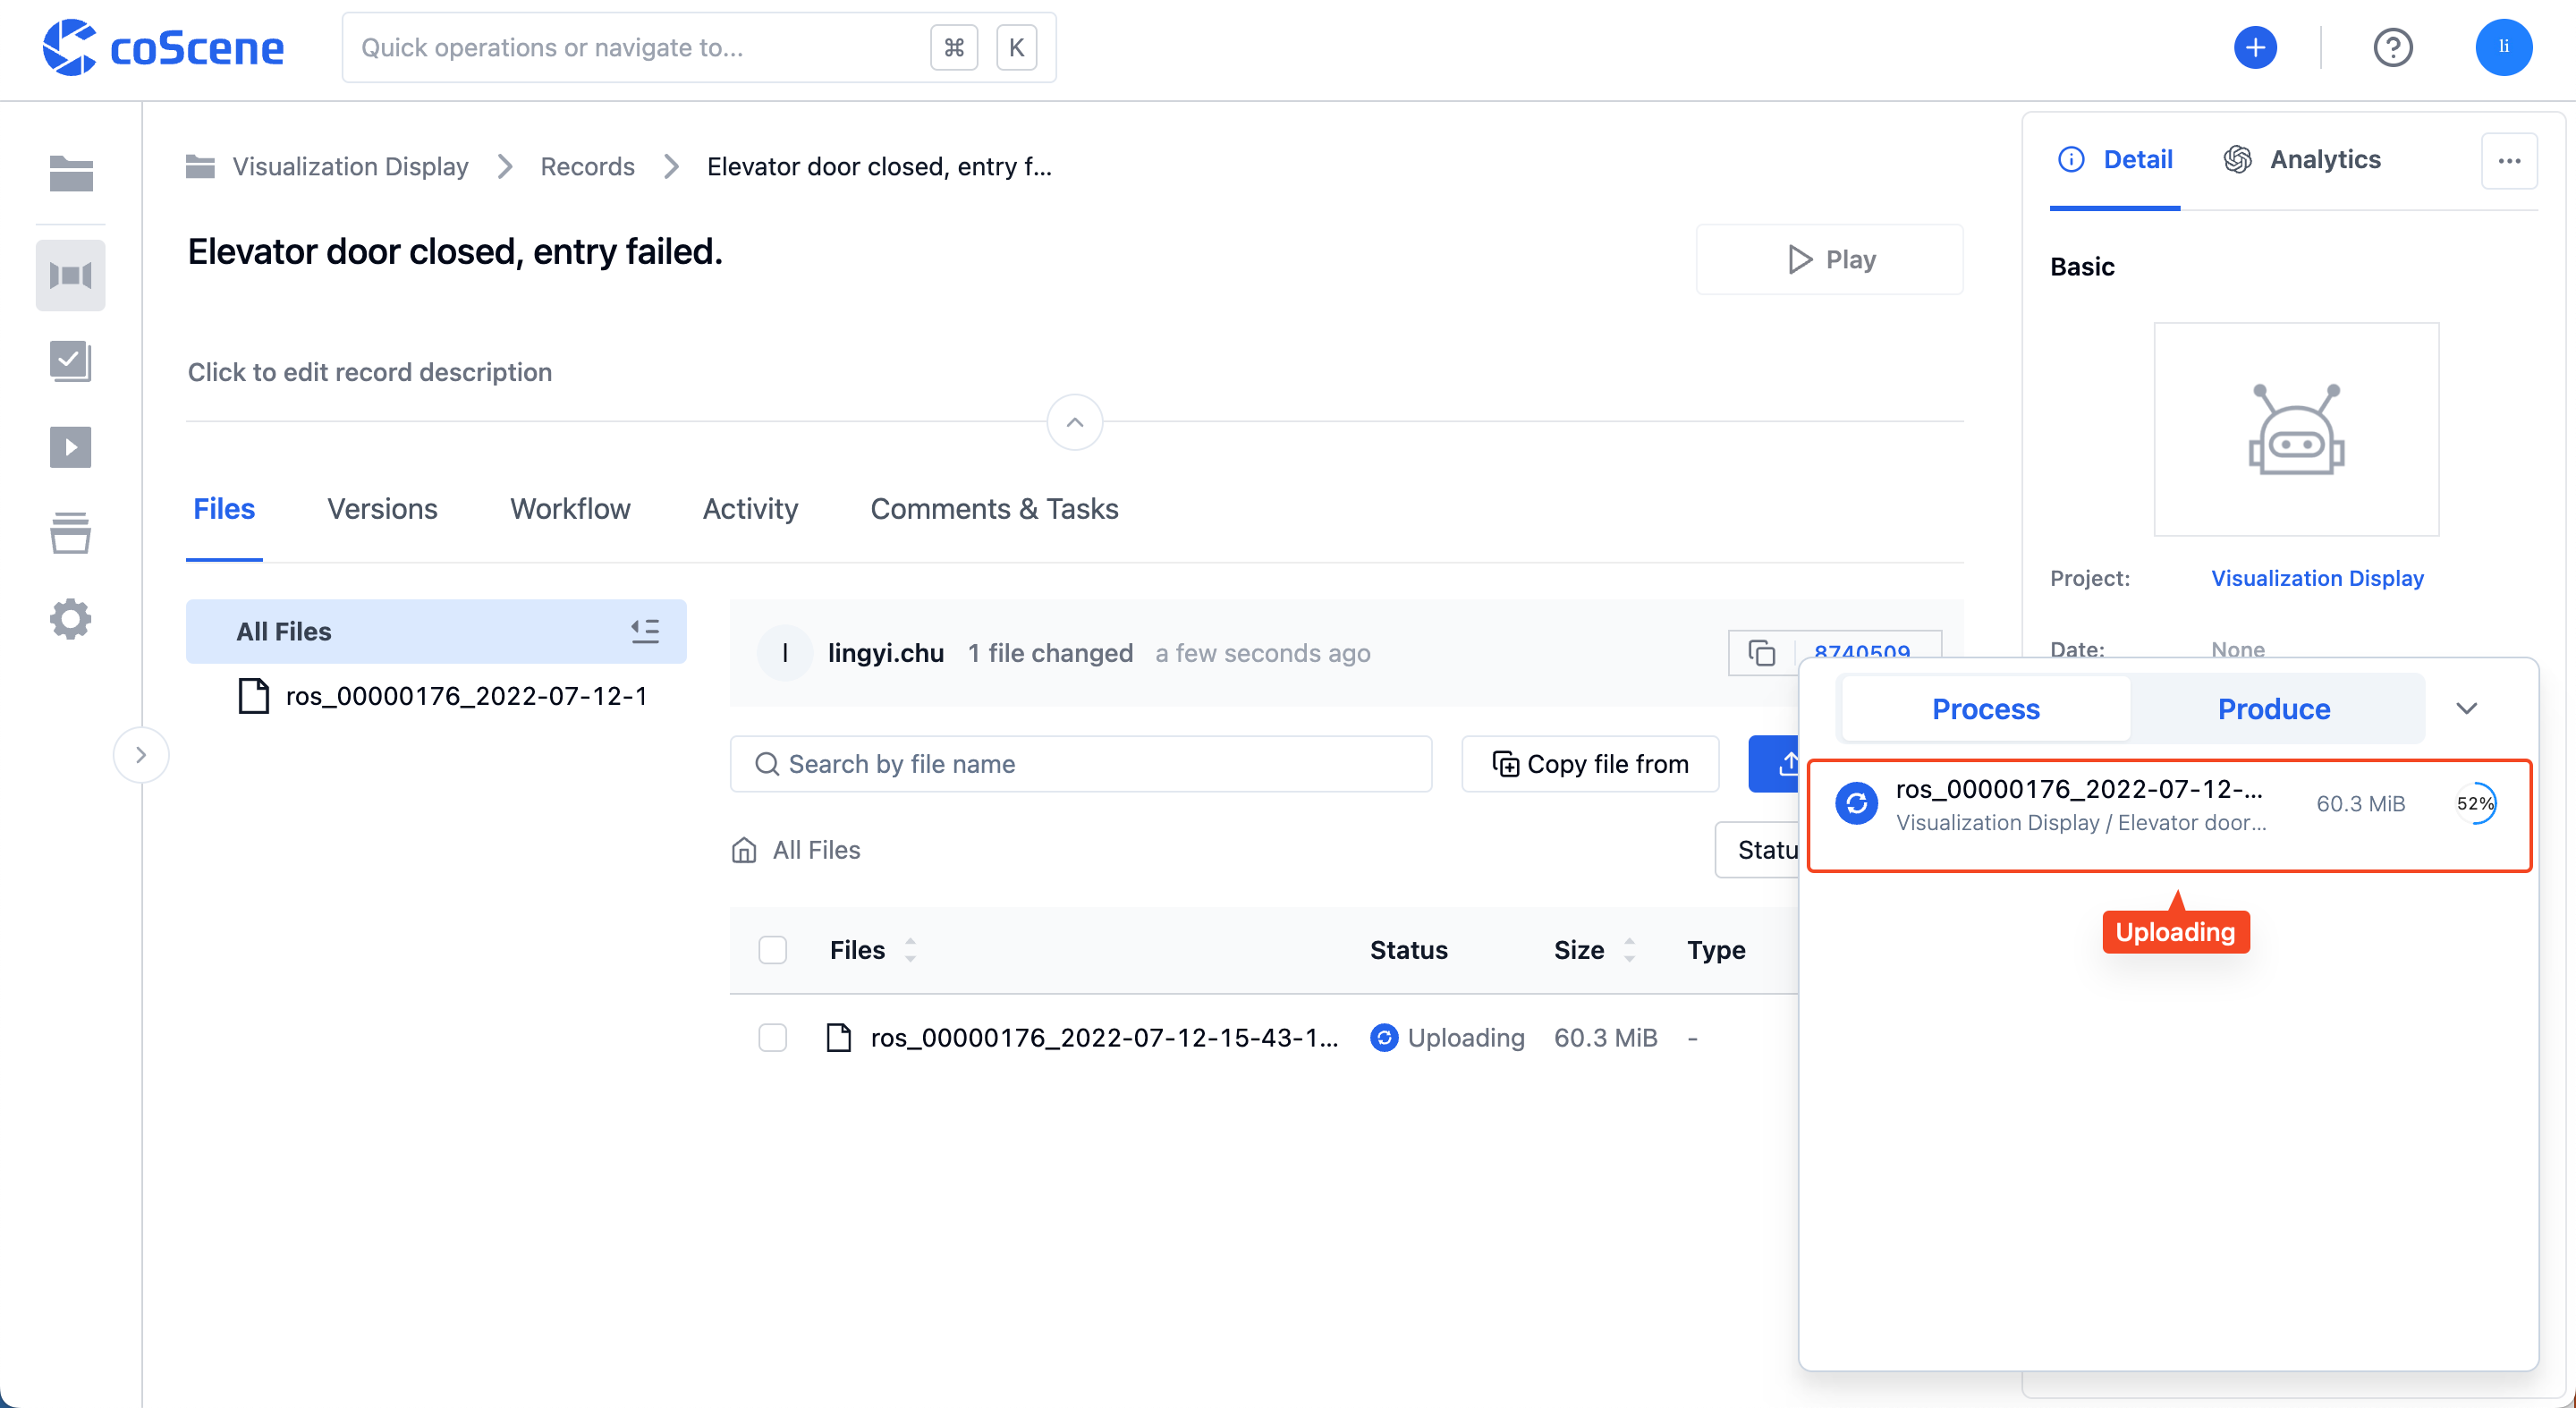 coScene
Quick operations or navigate to...
⌘ K
li
Visualization Display
Records
Elevator door closed, entry f...
Elevator door closed, entry failed.
Play
Click to edit record description
Files
Versions
Workflow
Activity
Comments & Tasks
All Files
ros_00000176_2022-07-12-1
l
lingyi.chu 1 file changed a few seconds ago
8740509
Search by file name
Copy file from
All Files
Statu
Files
Status
Size
Type
ros_00000176_2022-07-12-15-43-1...
Uploading
60.3 MiB
-
Detail
Analytics
Basic
Project:
Visualization Display
Date:
None
Process
Produce
ros_00000176_2022-07-12-...
Visualization Display / Elevator door...
60.3 MiB
52%
Uploading